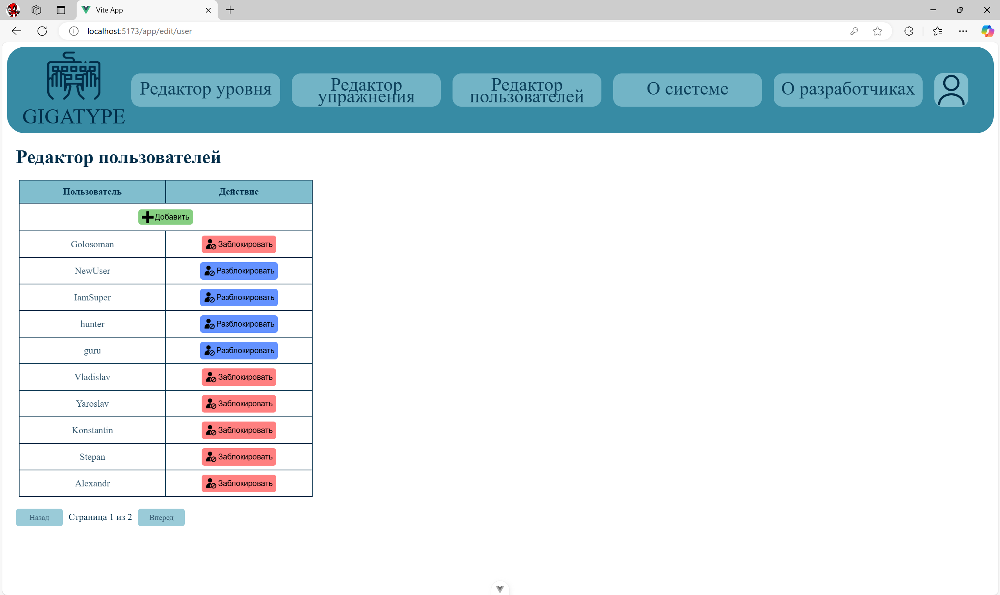 Vite App
localhost:5173/app/edit/user
GIGATYPE
Редактор уровня
Редактор
упражнения
Редактор
пользователей
О системе
О разработчиках
Редактор пользователей
Пользователь Действие
Добавить
Golosoman Заблокировать
NewUser Разблокировать
IamSuper Разблокировать
hunter Разблокировать
guru Разблокировать
Vladislav Заблокировать
Yaroslav Заблокировать
Konstantin Заблокировать
Stepan Заблокировать
Alexandr Заблокировать
Назад Страница 1 из 2 Вперед